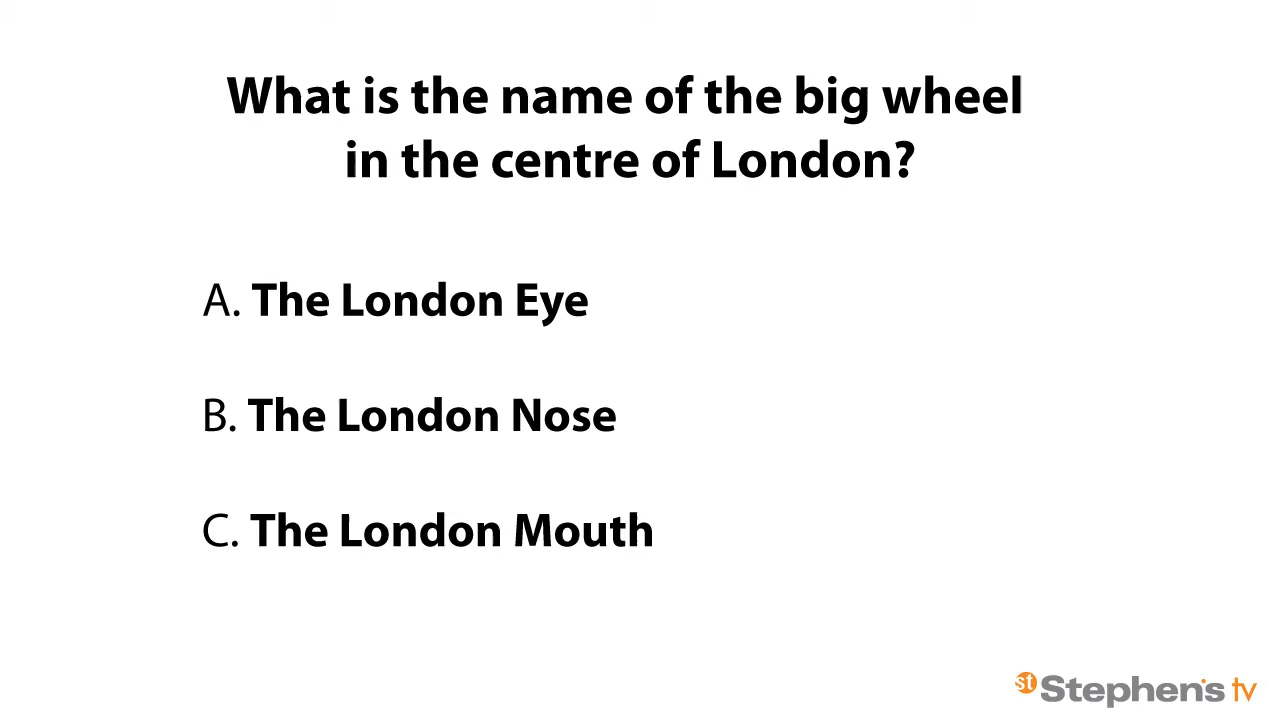 What is the name of the big wheel
in the centre of London?
A. The London Eye
B. The London Nose
C. The London Mouth
st Stephen's tv